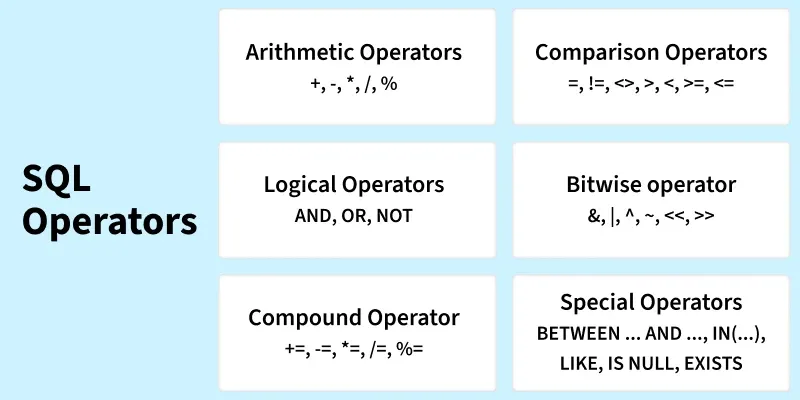 SQL
Operators
Arithmetic Operators
+, -, *, /, %
Comparison Operators
=, !=, <>, >, <, >=, <=
Logical Operators
AND, OR, NOT
Bitwise operator
&, |, ^, ~, <<, >>
Compound Operator
+=, -=, *=, /=, %=
Special Operators
BETWEEN ... AND ..., IN(...),
LIKE, IS NULL, EXISTS